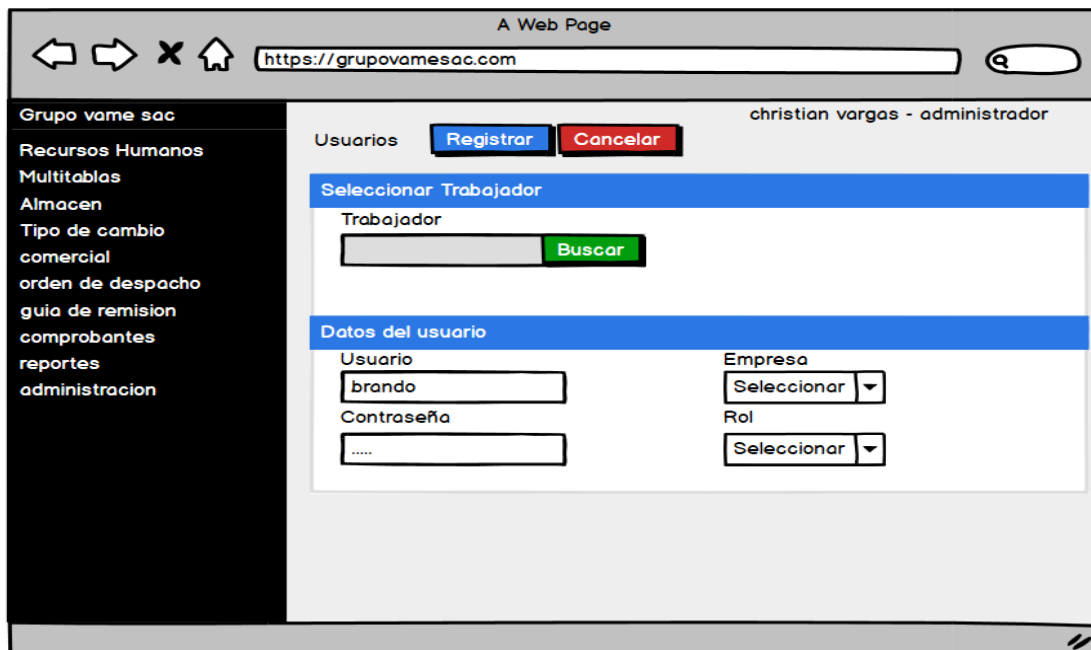 A Web Page
https://grupovamesac.com
Grupo vame sac
Recursos Humanos
Multitablas
Almacen
Tipo de cambio
comercial
orden de despacho
guia de remision
comprobantes
reportes
administracion
christian vargas - administrador
Usuarios Registrar Cancelar
Seleccionar Trabajador
Trabajador
Buscar
Datos del usuario
Usuario Empresa
brando Seleccionar
Contraseña Rol
..... Seleccionar